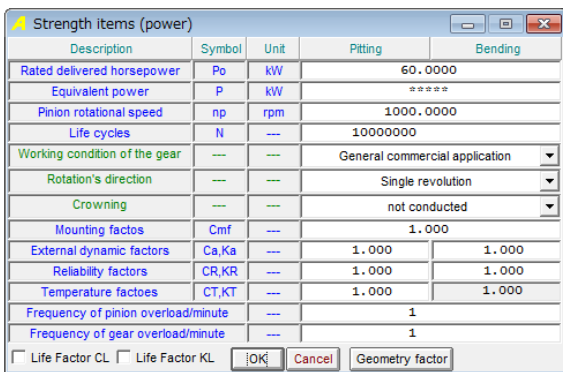 Strength items (power)
Description Symbol Unit Pitting Bending
Rated delivered horsepower Po kW 60.0000
Equivalent power P kW *****
Pinion rotational speed np rpm 1000.0000
Life cycles N --- 10000000
Working condition of the gear --- --- General commercial application
Rotation's direction --- --- Single revolution
Crowning --- --- not conducted
Mounting factos Cmf --- 1.000
External dynamic factors Ca,Ka --- 1.000 1.000
Reliability factors CR,KR --- 1.000 1.000
Temperature factoes CT,KT --- 1.000 1.000
Frequency of pinion overload/minute --- 1
Frequency of gear overload/minute --- 1
Life Factor CL Life Factor KL OK Cancel Geometry factor